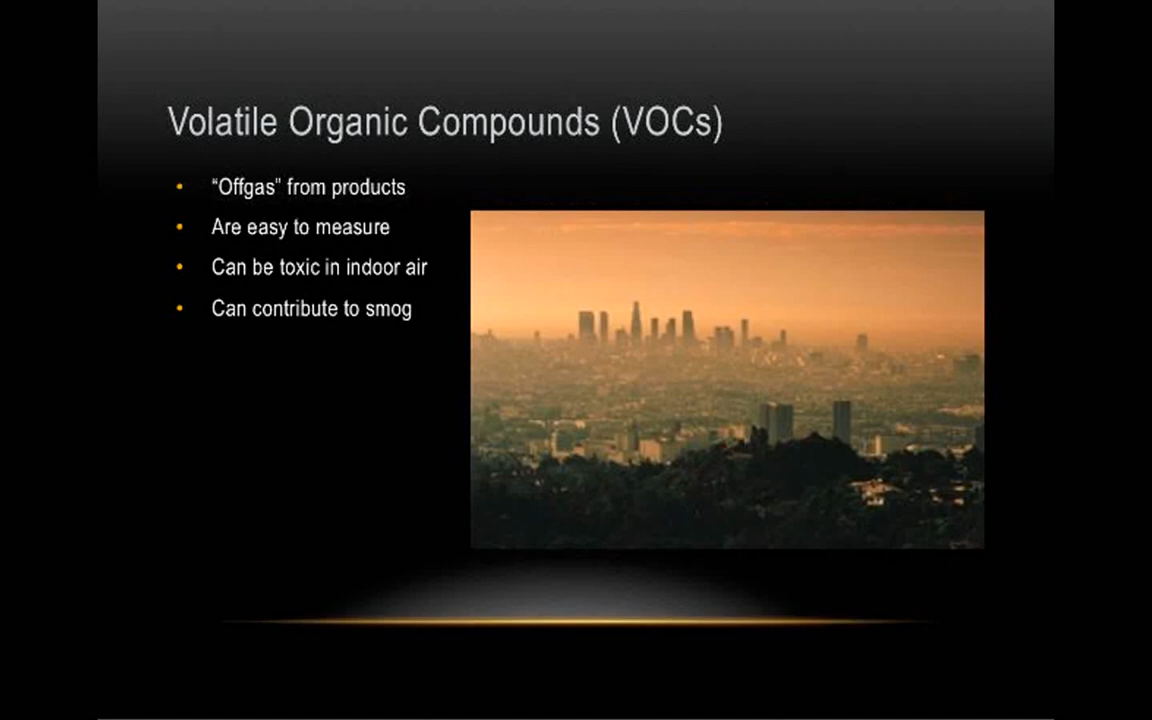 Volatile Organic Compounds (VOCs)
• “Offgas” from products
• Are easy to measure
• Can be toxic in indoor air
• Can contribute to smog